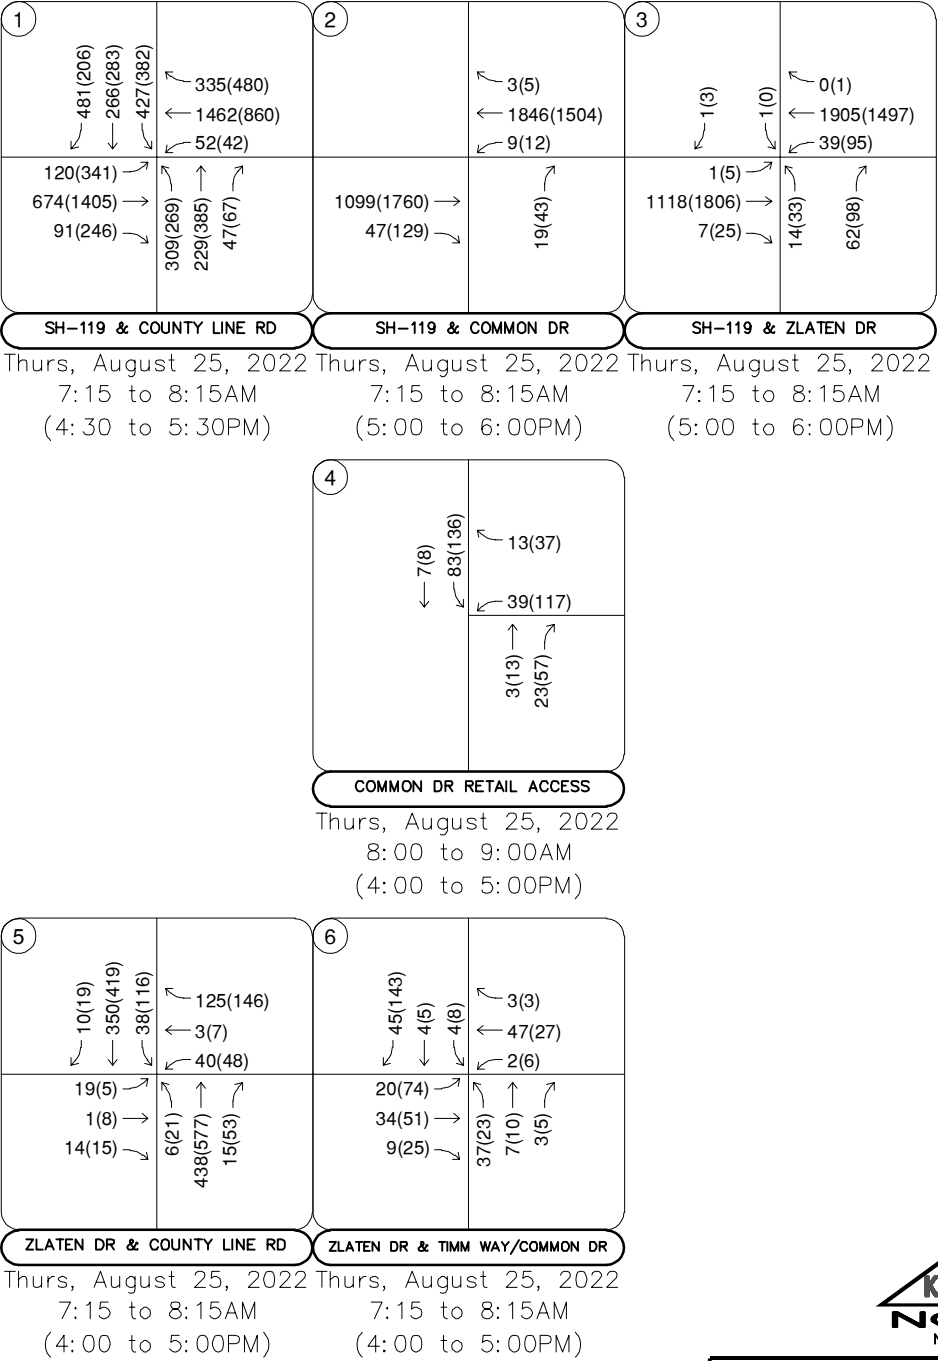 1
481(206)
266(283)
427(382)
335(480)
1462(860)
52(42)
120(341)
674(1405)
91(246)
309(269)
229(385)
47(67)
SH-119 & COUNTY LINE RD
Thurs, August 25, 2022
7:15 to 8:15AM
(4:30 to 5:30PM)
2
3(5)
1846(1504)
9(12)
1099(1760)
47(129)
19(43)
SH-119 & COMMON DR
Thurs, August 25, 2022
7:15 to 8:15AM
(5:00 to 6:00PM)
3
1(3)
1(0)
0(1)
1905(1497)
39(95)
1(5)
1118(1806)
7(25)
14(33)
62(98)
SH-119 & ZLATEN DR
Thurs, August 25, 2022
7:15 to 8:15AM
(5:00 to 6:00PM)
4
7(8)
83(136)
13(37)
39(117)
3(13)
23(57)
COMMON DR RETAIL ACCESS
Thurs, August 25, 2022
8:00 to 9:00AM
(4:00 to 5:00PM)
5
10(19)
350(419)
38(116)
125(146)
3(7)
40(48)
19(5)
1(8)
14(15)
6(21)
438(577)
15(53)
ZLATEN DR & COUNTY LINE RD
Thurs, August 25, 2022
7:15 to 8:15AM
(4:00 to 5:00PM)
6
45(143)
4(5)
4(8)
3(3)
47(27)
2(6)
20(74)
34(51)
9(25)
37(23)
7(10)
3(5)
ZLATEN DR & TIMM WAY/COMMON DR
Thurs, August 25, 2022
7:15 to 8:15AM
(4:00 to 5:00PM)